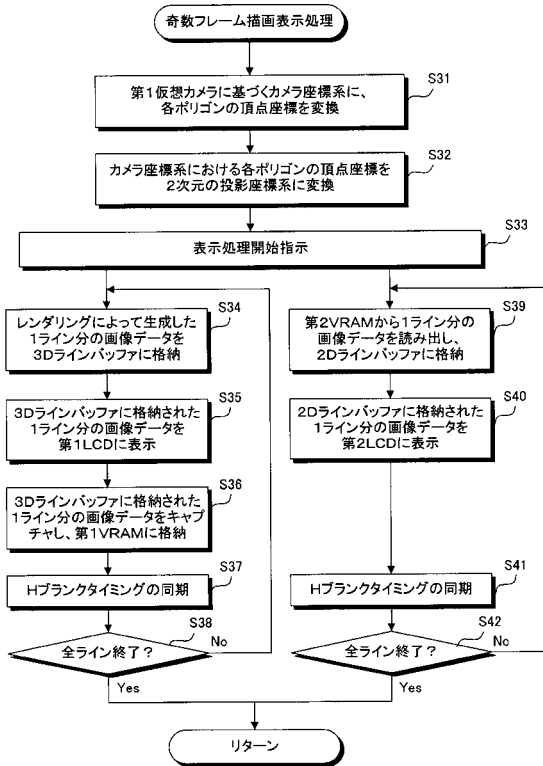 奇数フレーム描画表示処理
S31
第1仮想カメラに基づくカメラ座標系に、
各ポリゴンの頂点座標を変換
S32
カメラ座標系における各ポリゴンの頂点座標を
2次元の投影座標系に変換
S33
表示処理開始指示
S34
レンダリングによって生成した
1ライン分の画像データを
3Dラインバッファに格納
S35
3Dラインバッファに格納された
1ライン分の画像データを
第1LCDに表示
S36
3Dラインバッファに格納された
1ライン分の画像データをキャプ
チャし、第1VRAMに格納
S37
Hブランクタイミングの同期
S38
全ライン終了?
No
Yes
S39
第2VRAMから1ライン分の
画像データを読み出し、
2Dラインバッファに格納
S40
2Dラインバッファに格納された
1ライン分の画像データを
第2LCDに表示
S41
Hブランクタイミングの同期
S42
全ライン終了?
No
Yes
リターン